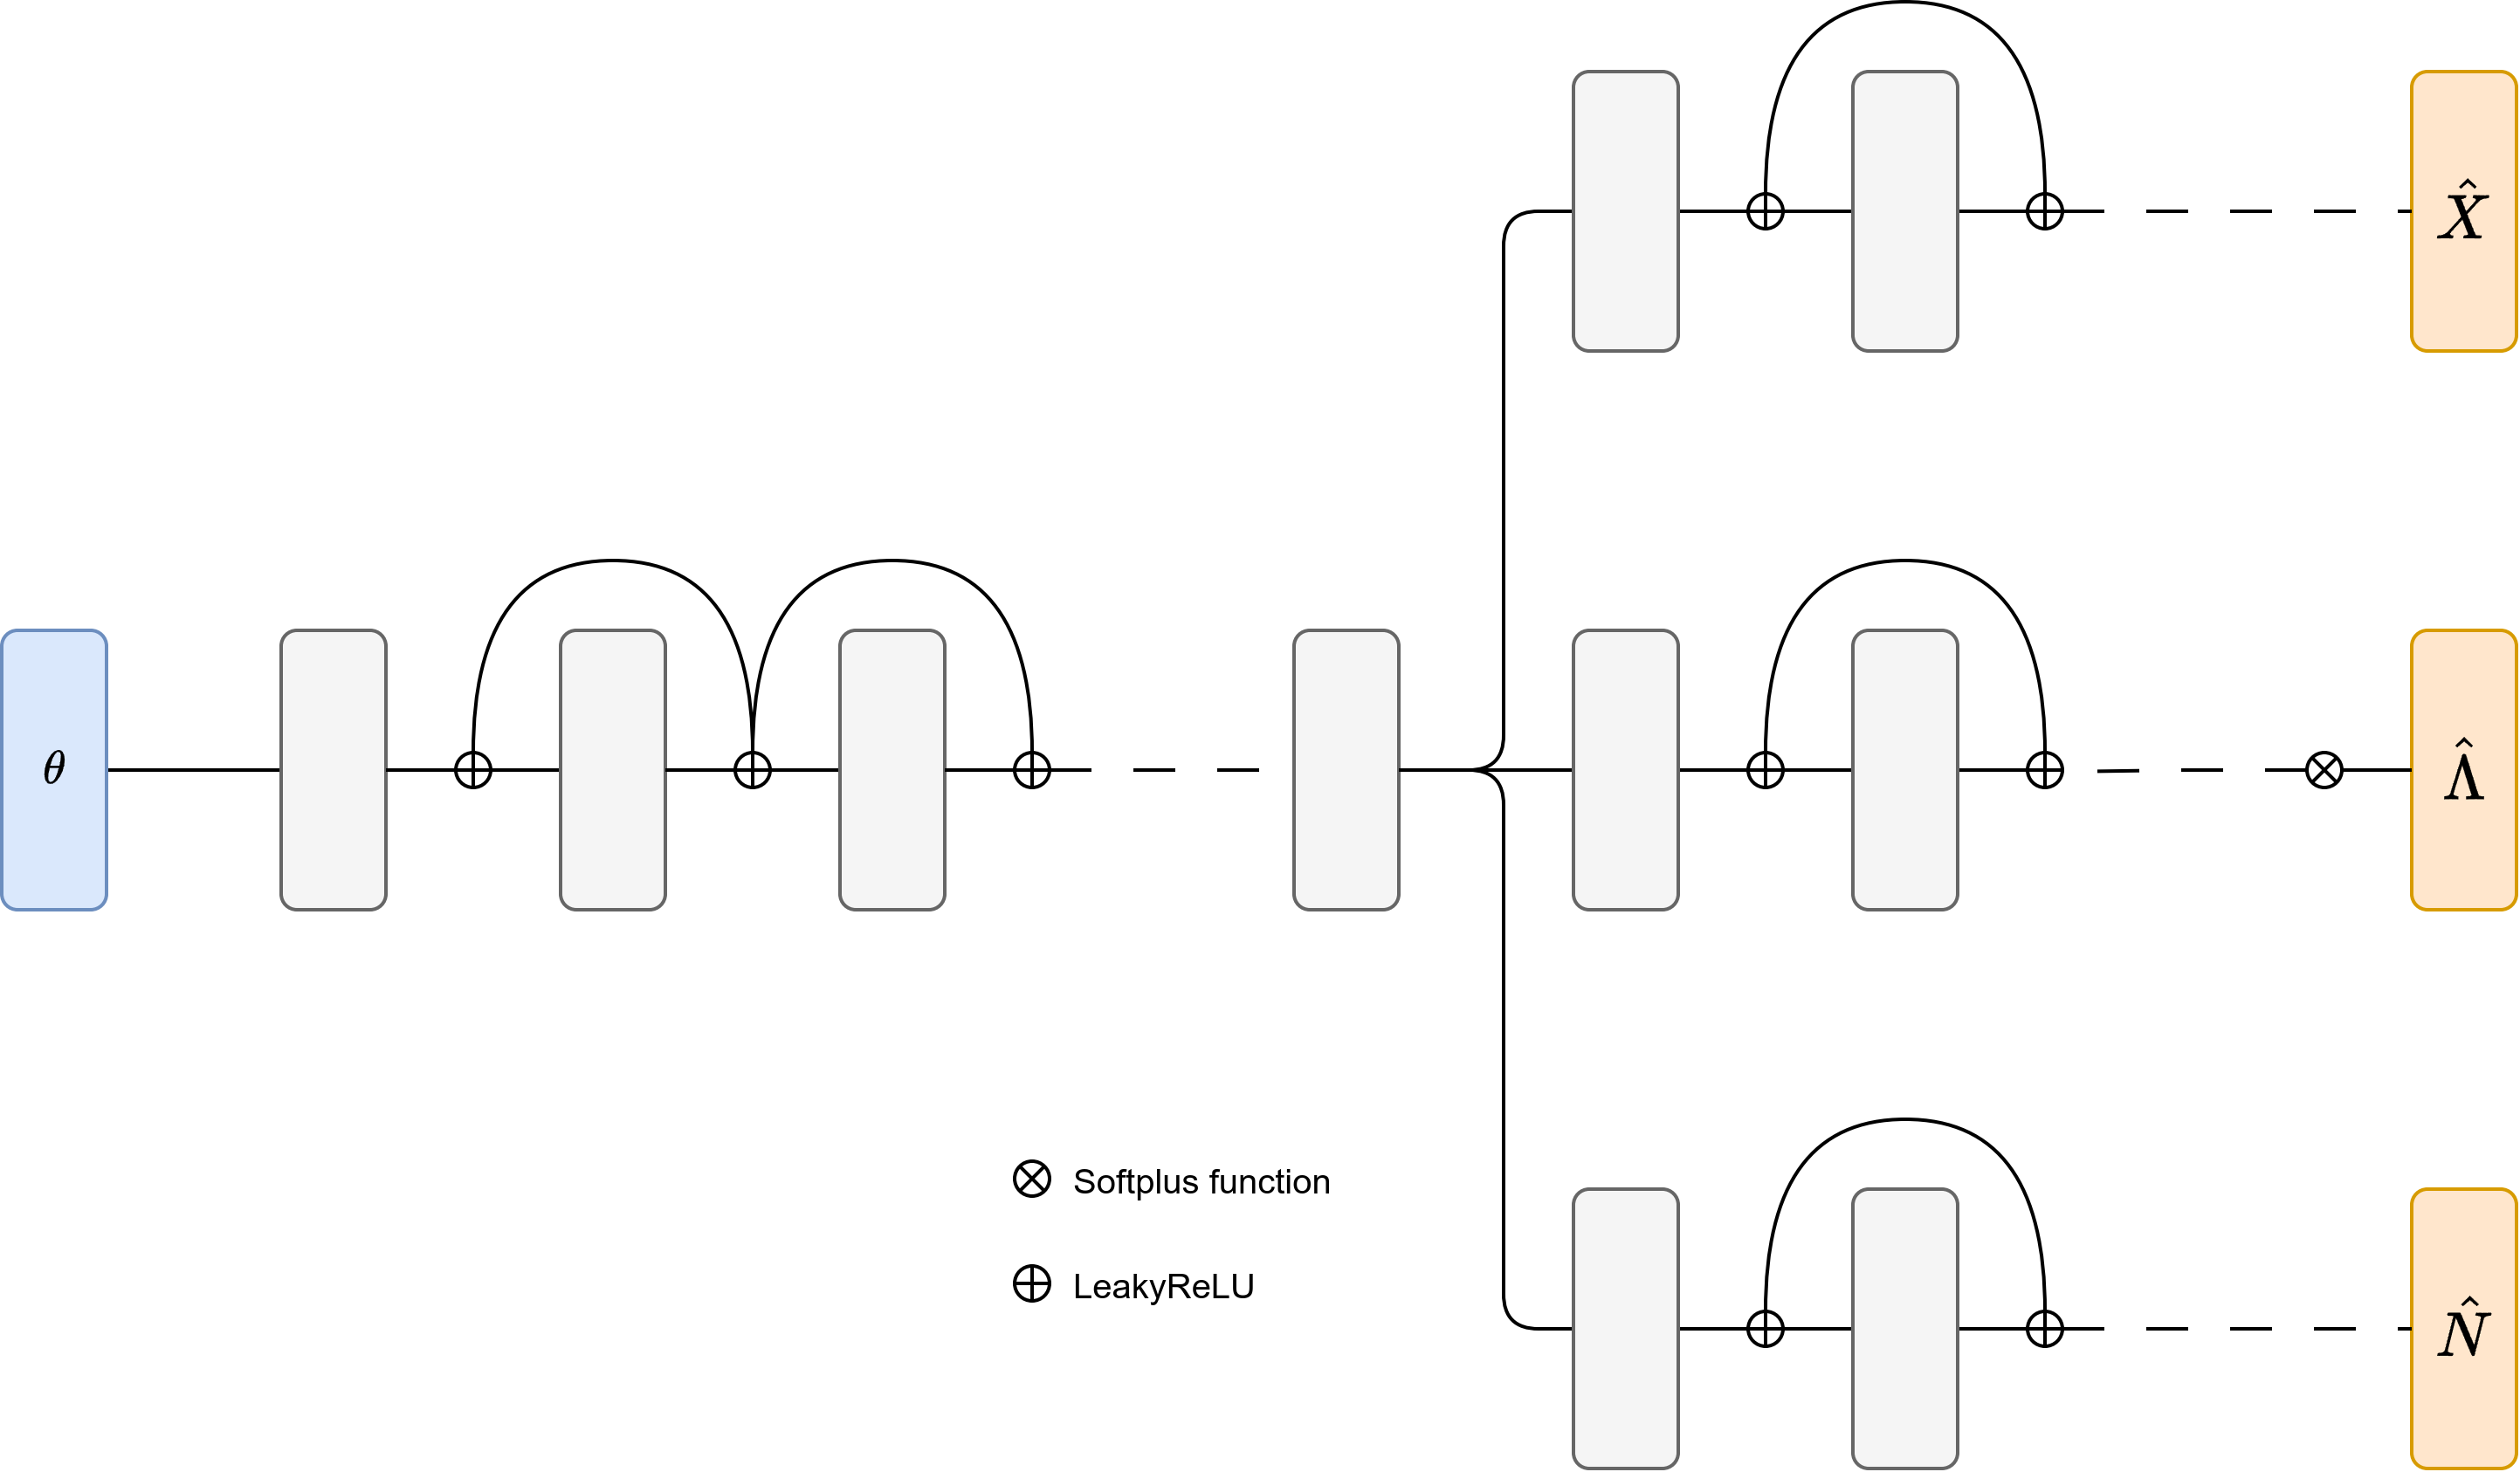 X̂
θ
Λ̂
Softplus function
LeakyReLU
N̂